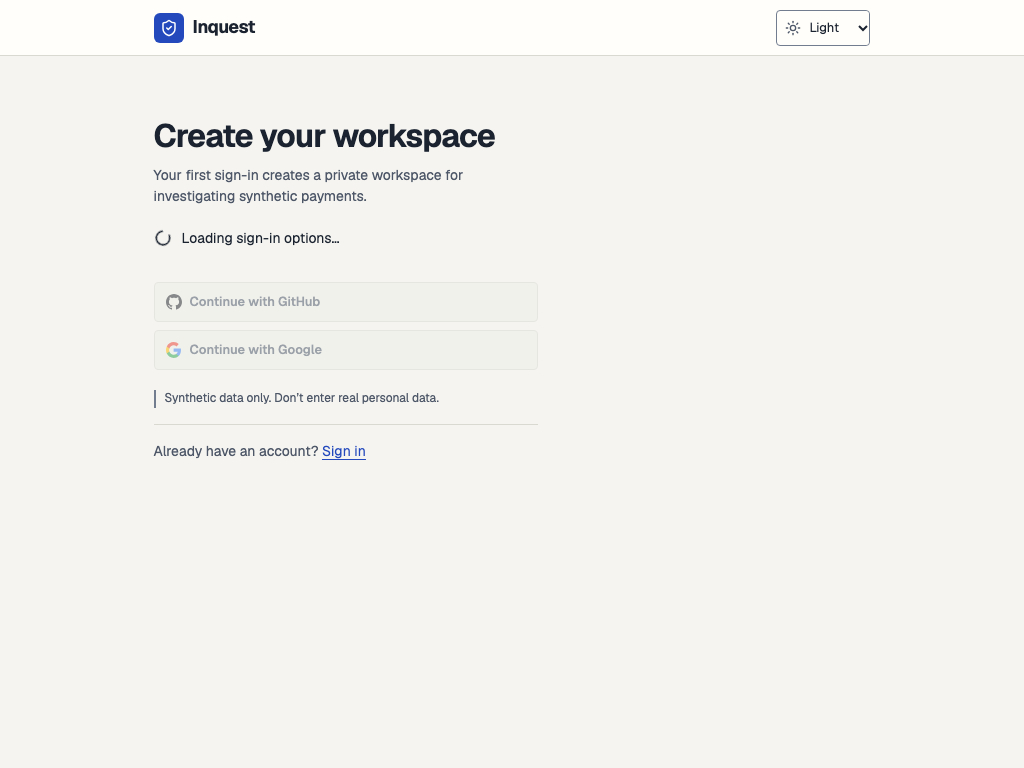 Inquest
Light
Create your workspace
Your first sign-in creates a private workspace for
investigating synthetic payments.
Loading sign-in options…
Continue with GitHub
Continue with Google
Synthetic data only. Don’t enter real personal data.
Already have an account? Sign in